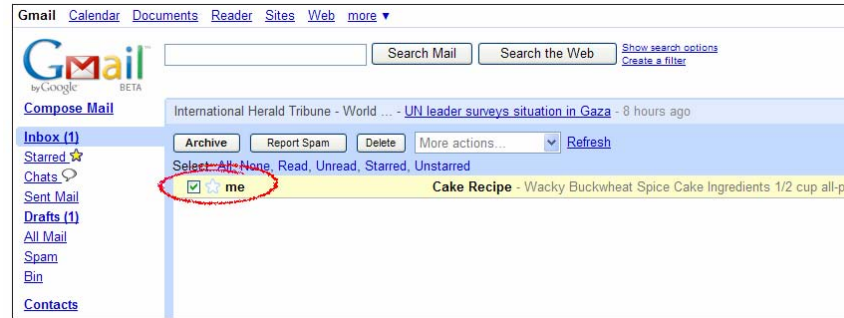 Gmail Calendar Documents Reader Sites Web more ▼
Gmail
by Google BETA
Search Mail Search the Web Show search options
Create a filter
Compose Mail
International Herald Tribune - World ... - UN leader surveys situation in Gaza - 8 hours ago
Inbox (1)
Archive Report Spam Delete More actions... Refresh
Starred
Select: All, None, Read, Unread, Starred, Unstarred
Chats
me Cake Recipe - Wacky Buckwheat Spice Cake Ingredients 1/2 cup all-p
Sent Mail
Drafts (1)
All Mail
Spam
Bin
Contacts